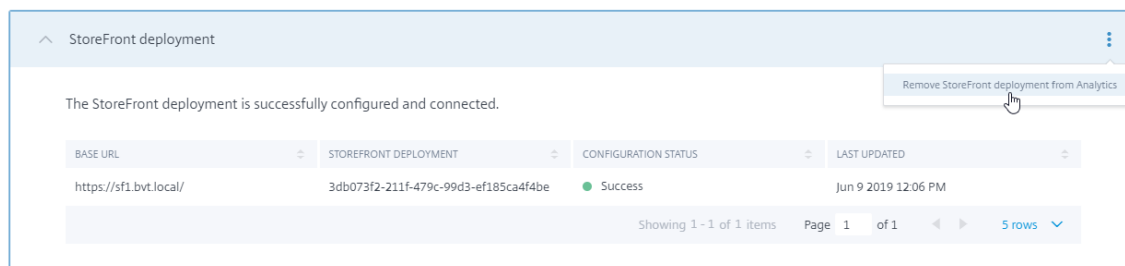 StoreFront deployment
Remove StoreFront deployment from Analytics
The StoreFront deployment is successfully configured and connected.
BASE URL STOREFRONT DEPLOYMENT CONFIGURATION STATUS LAST UPDATED
https://sf1.bvt.local/ 3db073f2-211f-479c-99d3-ef185ca4f4be Success Jun 9 2019 12:06 PM
Showing 1 - 1 of 1 items Page 1 of 1 5 rows